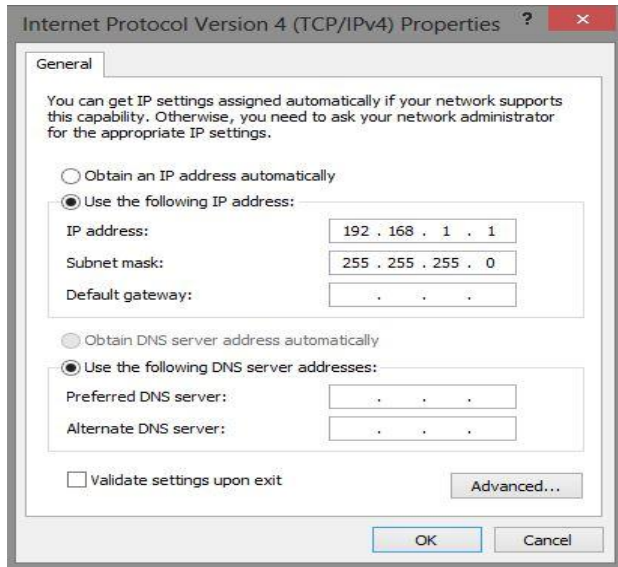 Internet Protocol Version 4 (TCP/IPv4) Properties ?
General
You can get IP settings assigned automatically if your network supports
this capability. Otherwise, you need to ask your network administrator
for the appropriate IP settings.
Obtain an IP address automatically
Use the following IP address:
IP address: 192 . 168 . 1 . 1
Subnet mask: 255 . 255 . 255 . 0
Default gateway: . . .
Obtain DNS server address automatically
Use the following DNS server addresses:
Preferred DNS server: . . .
Alternate DNS server: . . .
Validate settings upon exit
Advanced...
OK Cancel